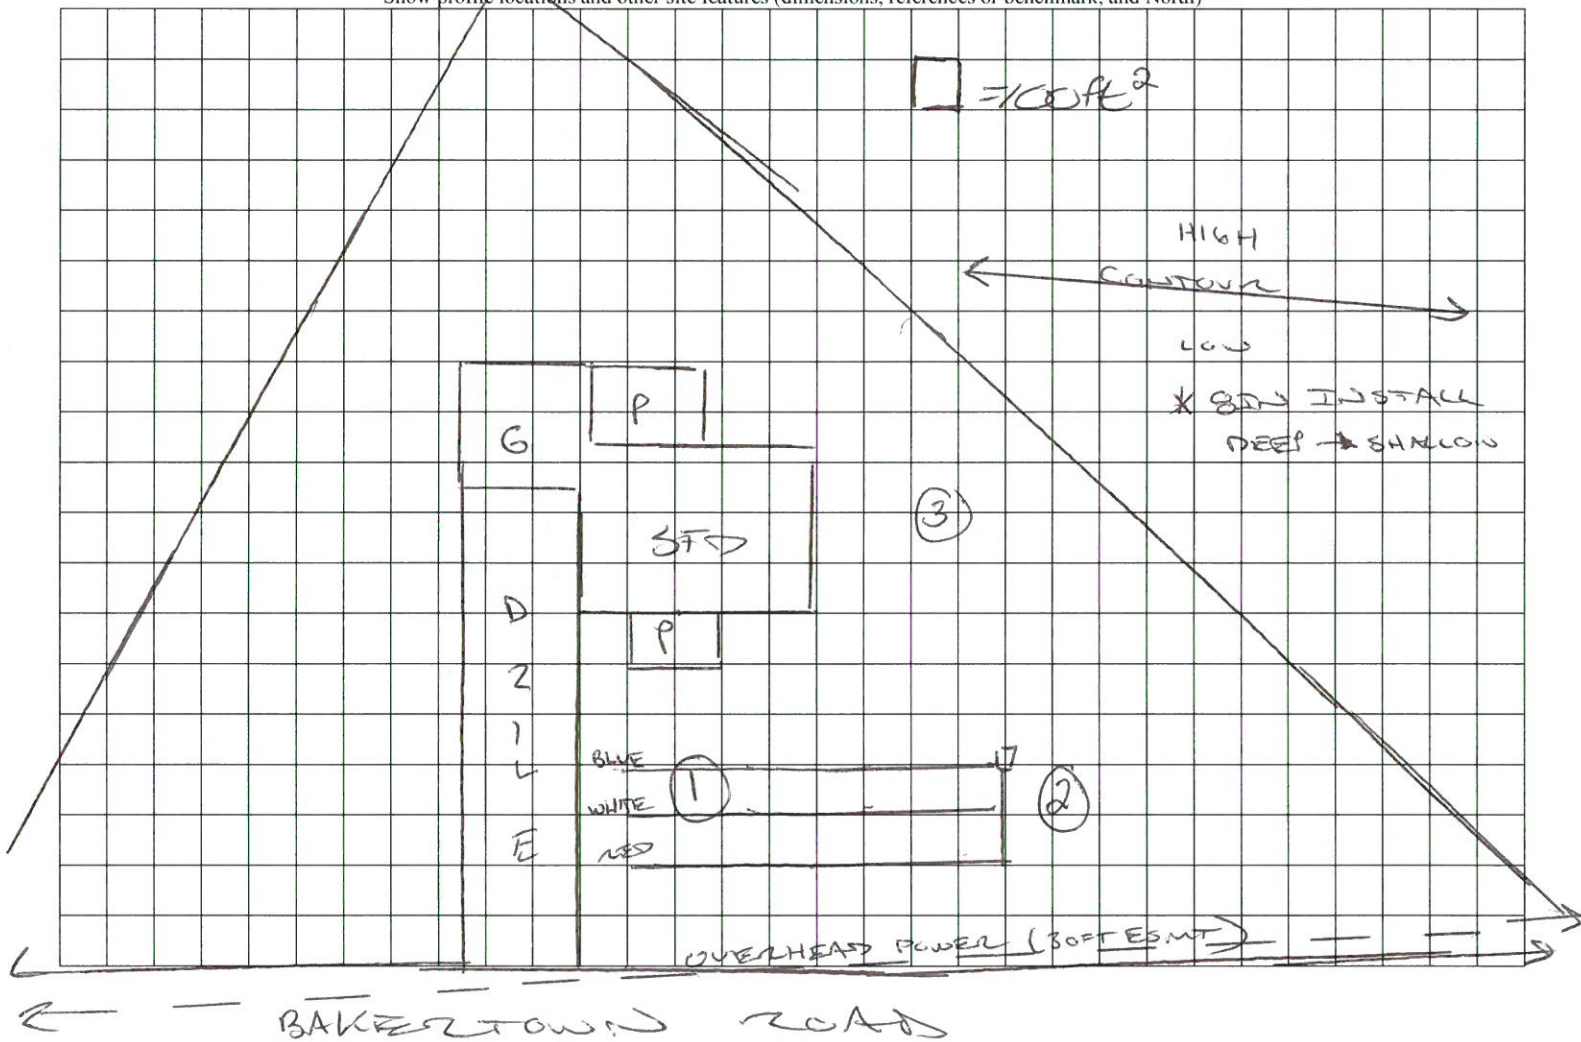 Show profile locations and other site features (dimensions, references or benchmark, and North)
= 100ft²
HIGH
CONTOUR
LOW
* 8IN INSTALL
DEEP → SHALLOW
P
G
3
SFD
D
R
I
V
E
P
BLUE
1
WHITE
2
RED
OVERHEAD POWER (30FT ESMT)
BAKERTOWN ROAD